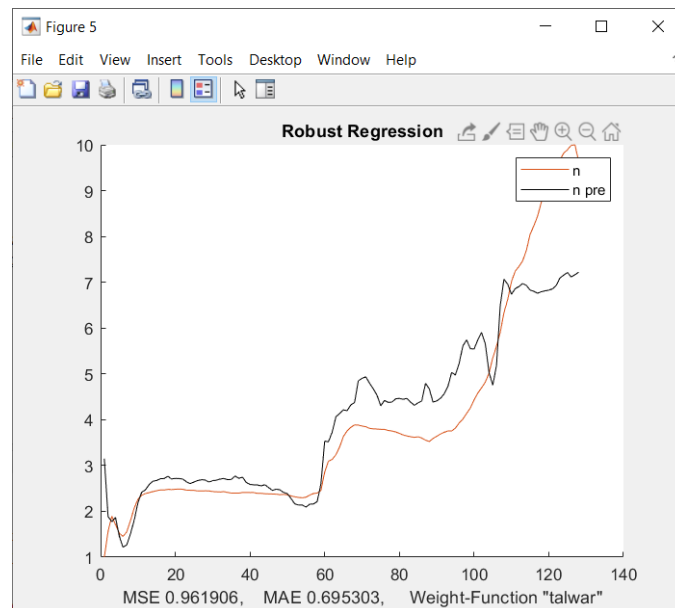 Figure 5
File Edit View Insert Tools Desktop Window Help
Robust Regression
n
n pre
10
9
8
7
6
5
4
3
2
1
0 20 40 60 80 100 120 140
MSE 0.961906, MAE 0.695303, Weight-Function "talwar"